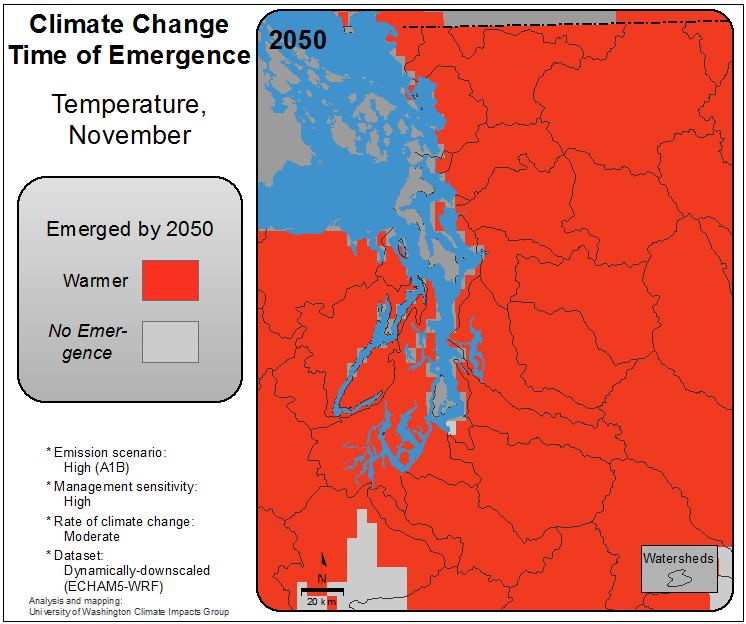 Climate Change
Time of Emergence
Temperature,
November
Emerged by 2050
Warmer
No Emer-
gence
* Emission scenario:
High (A1B)
* Management sensitivity:
High
* Rate of climate change:
Moderate
* Dataset:
Dynamically-downscaled
(ECHAM5-WRF)
Analysis and mapping:
University of Washington Climate Impacts Group
2050
N
20 km
Watersheds